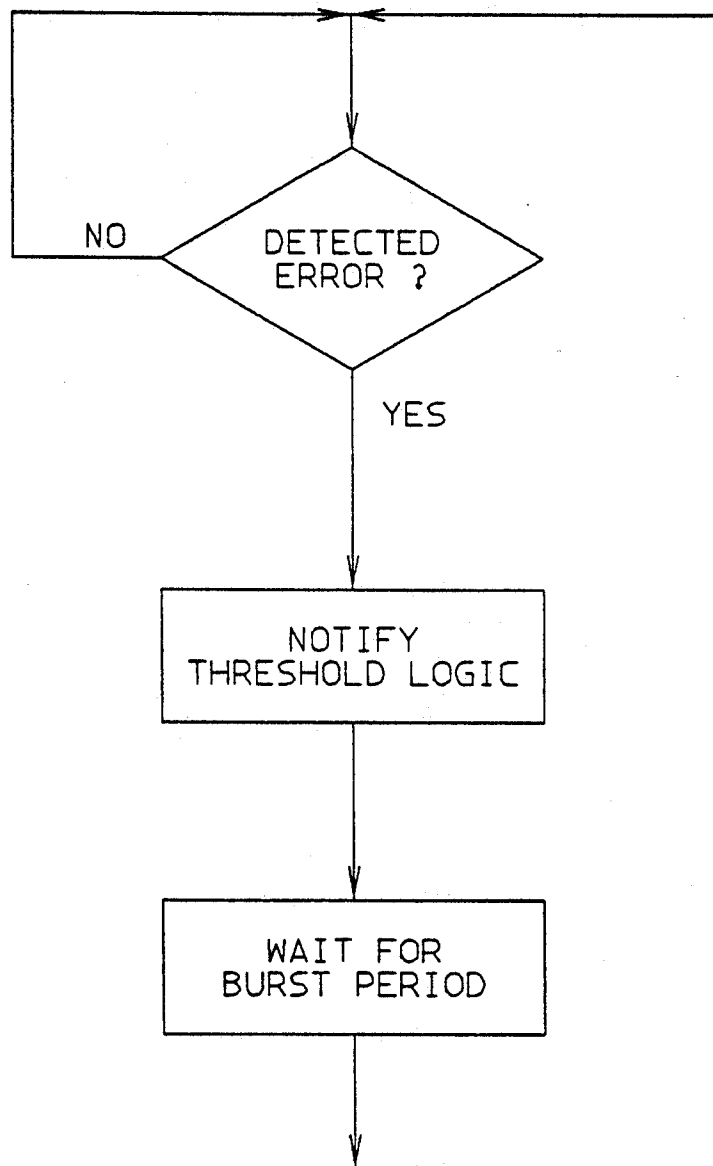 DETECTED
ERROR ?
NO
YES
NOTIFY
THRESHOLD LOGIC
WAIT FOR
BURST PERIOD